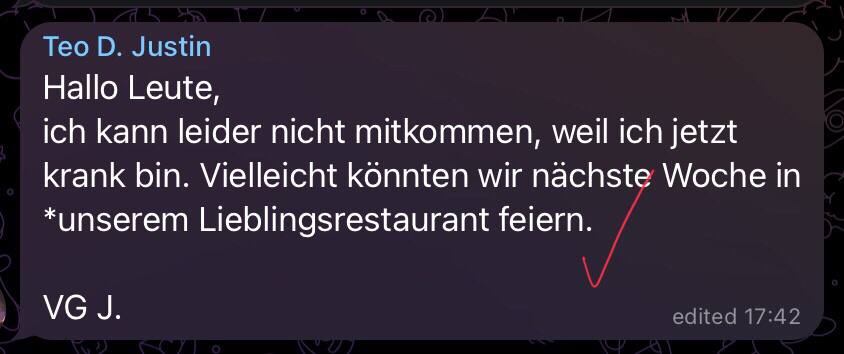 Teo D. Justin
Hallo Leute,
ich kann leider nicht mitkommen, weil ich jetzt
krank bin. Vielleicht könnten wir nächste Woche in
*unserem Lieblingsrestaurant feiern.
VG J.
edited 17:42